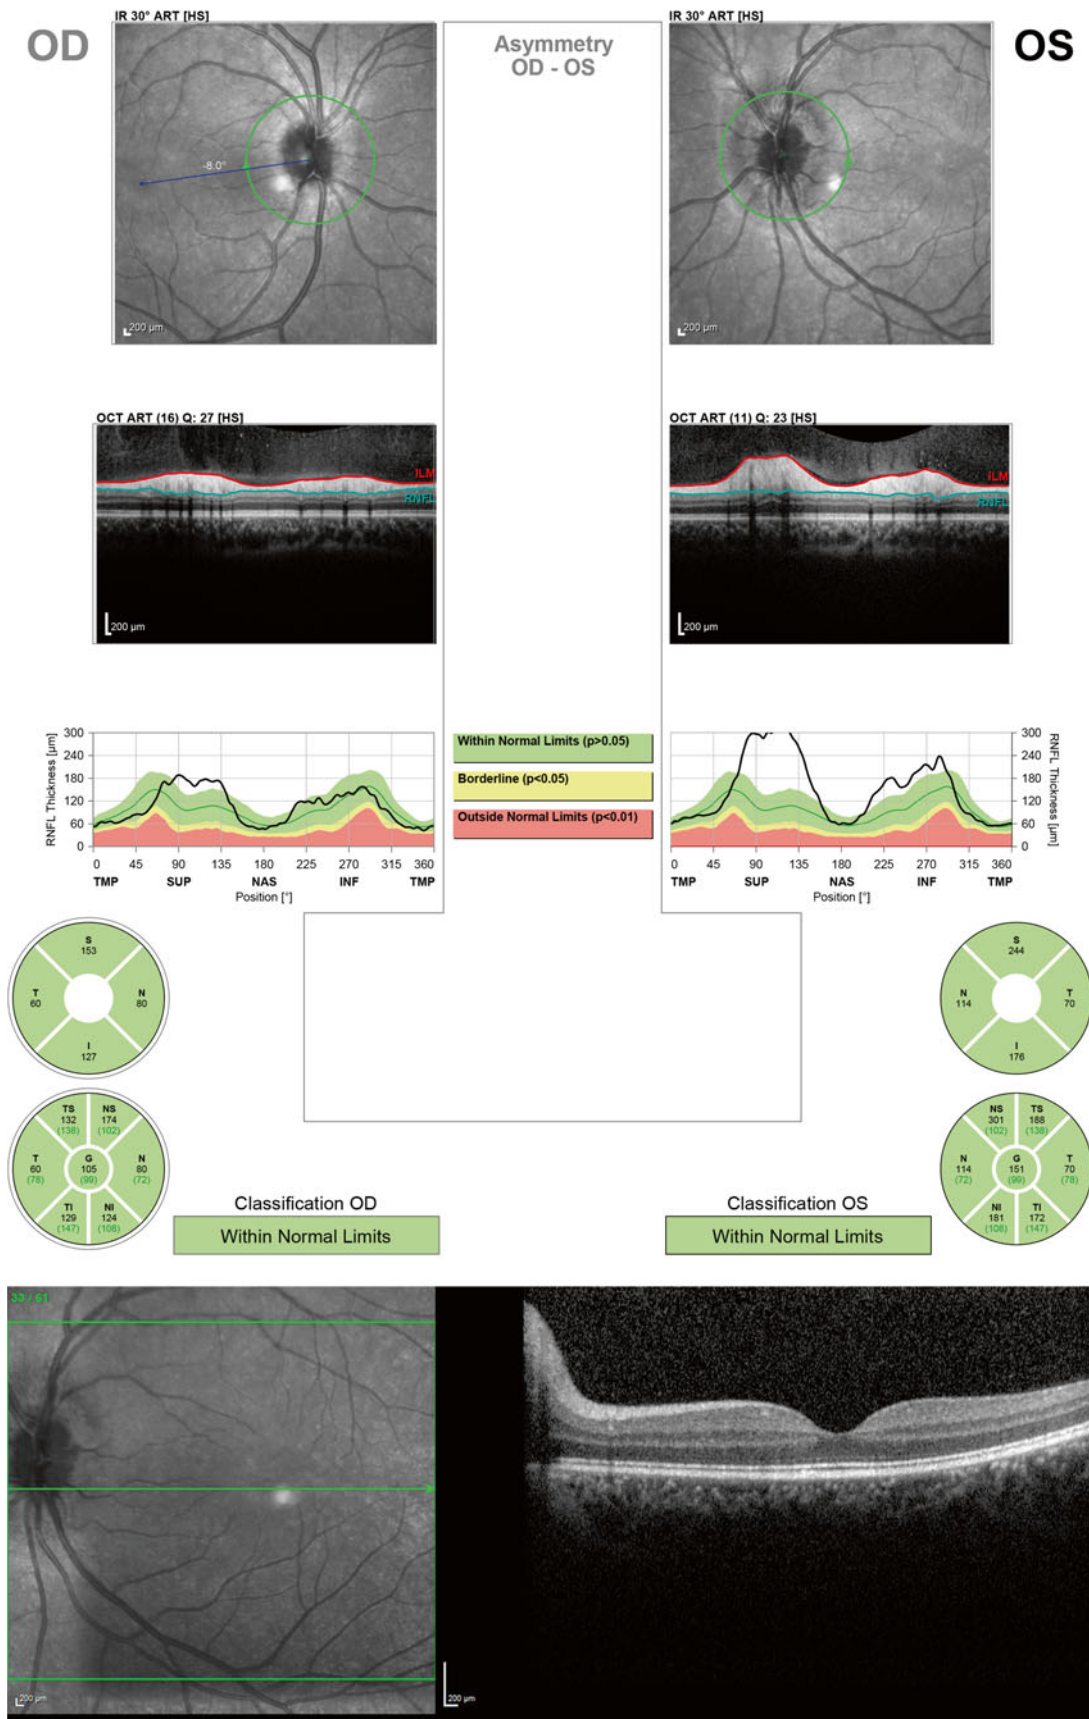 IR 30° ART [HS]
OD
-8.0°
200 µm
Asymmetry
OD - OS
IR 30° ART [HS]
OS
200 µm
OCT ART (16) Q: 27 [HS]
ILM
RNFL
200 µm
OCT ART (11) Q: 23 [HS]
ILM
RNFL
200 µm
RNFL Thickness [µm]
300
240
180
120
60
0
0 45 90 135 180 225 270 315 360
TMP SUP NAS INF TMP
Position [°]
Within Normal Limits (p>0.05)
Borderline (p<0.05)
Outside Normal Limits (p<0.01)
300
240
180
120
60
0
RNFL Thickness [µm]
0 45 90 135 180 225 270 315 360
TMP SUP NAS INF TMP
Position [°]
S
153
T
60
N
80
I
127
S
244
N
114
T
70
I
176
TS
132
(138)
NS
174
(102)
T
60
(78)
G
105
(99)
N
80
(72)
TI
129
(147)
NI
124
(108)
Classification OD
Within Normal Limits
Classification OS
Within Normal Limits
NS
301
(102)
TS
188
(138)
N
114
(72)
G
151
(99)
T
70
(78)
NI
181
(108)
TI
172
(147)
33 / 61
200 µm
200 µm